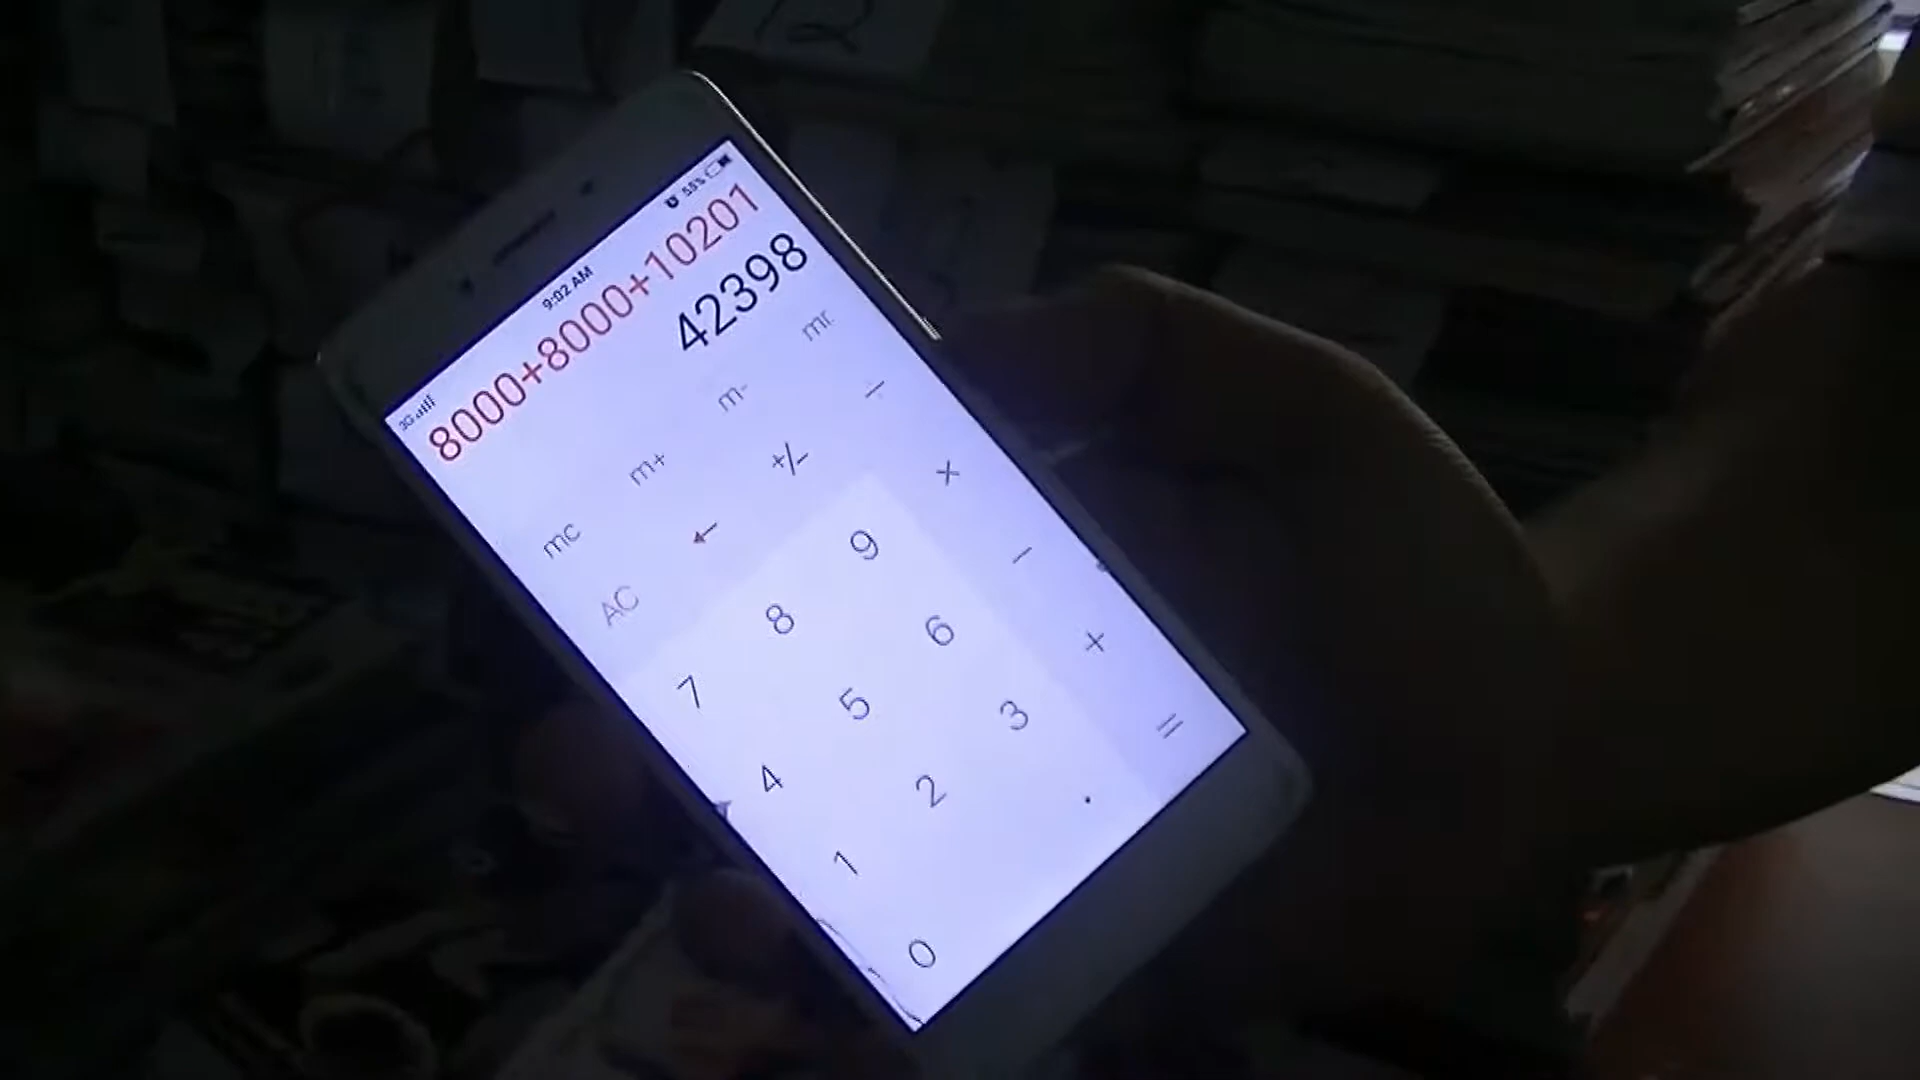 3G 9:02 AM 55%
8000+8000+10201
42398
mc m+ m- mr
AC ← +/- ÷
7 8 9 ×
4 5 6 −
1 2 3 +
0 . =